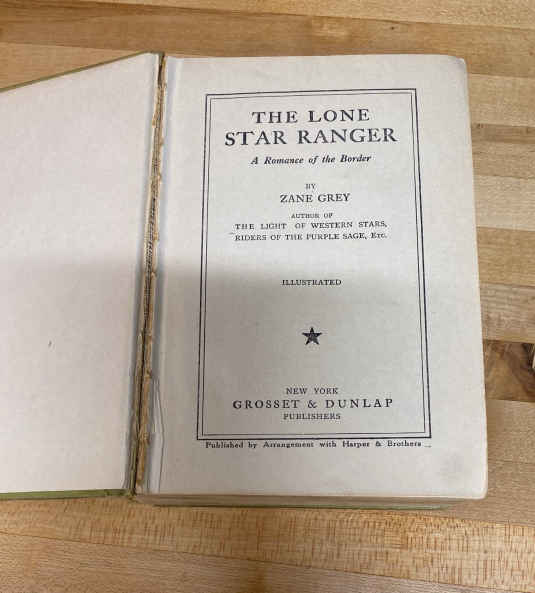 THE LONE
STAR RANGER
A Romance of the Border
BY
ZANE GREY
AUTHOR OF
THE LIGHT OF WESTERN STARS,
RIDERS OF THE PURPLE SAGE, Etc.
ILLUSTRATED
NEW YORK
GROSSET & DUNLAP
PUBLISHERS
Published by Arrangement with Harper & Brothers